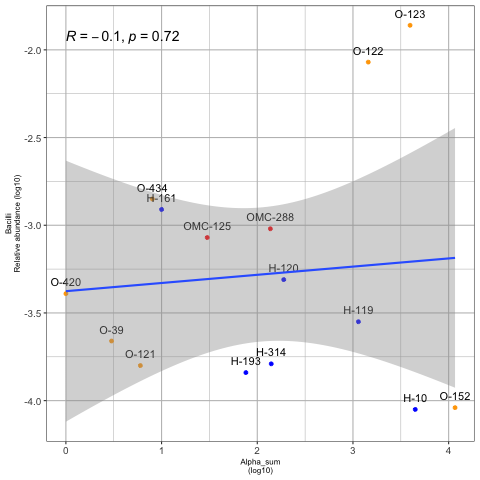 R = − 0.1, p = 0.72
O-123
O-122
O-434
H-161
OMC-125
OMC-288
H-120
O-420
H-119
O-39
O-121
H-193
H-314
H-10
O-152
-2.0
-2.5
-3.0
-3.5
-4.0
Bacilli
Relative abundance (log10)
0
1
2
3
4
Alpha_sum
(log10)